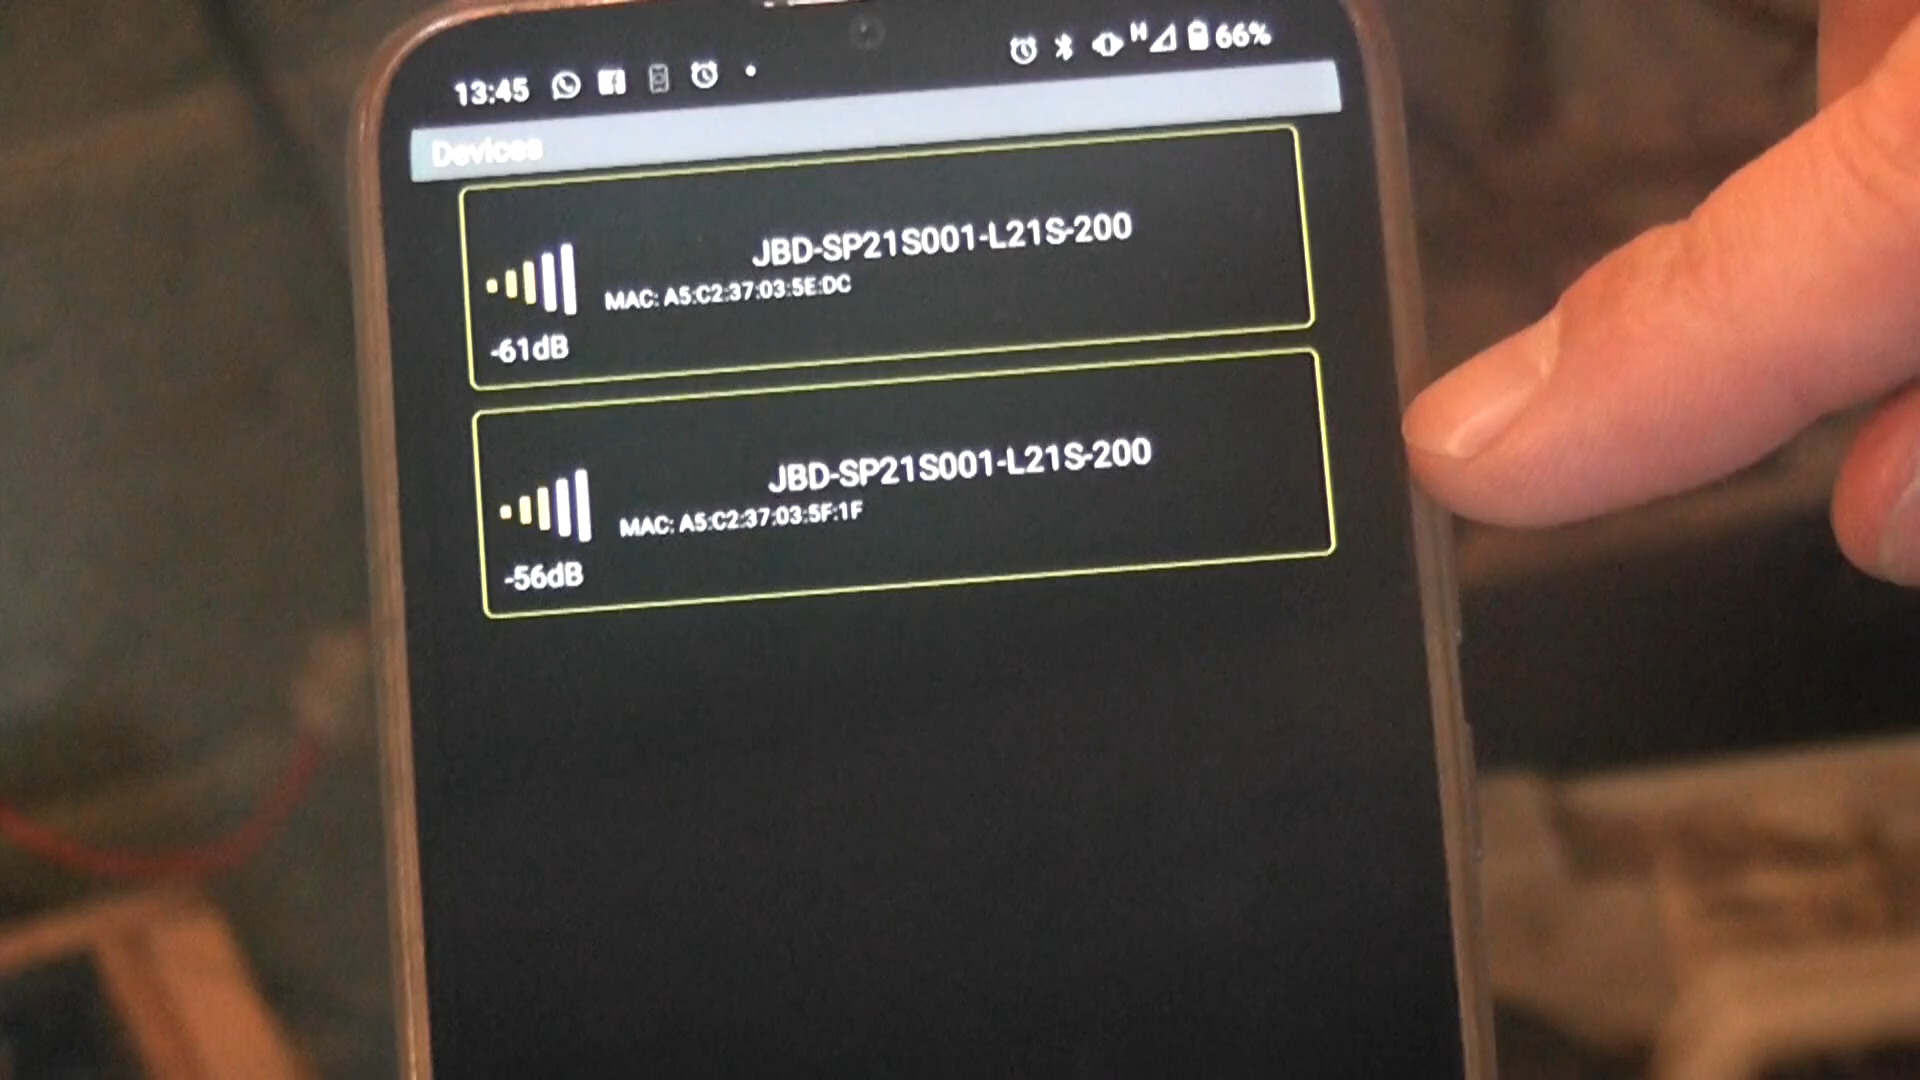 13:45 66%
Devices
JBD-SP21S001-L21S-200
MAC: A5:C2:37:03:5E:DC
-61dB
JBD-SP21S001-L21S-200
MAC: A5:C2:37:03:5F:1F
-56dB